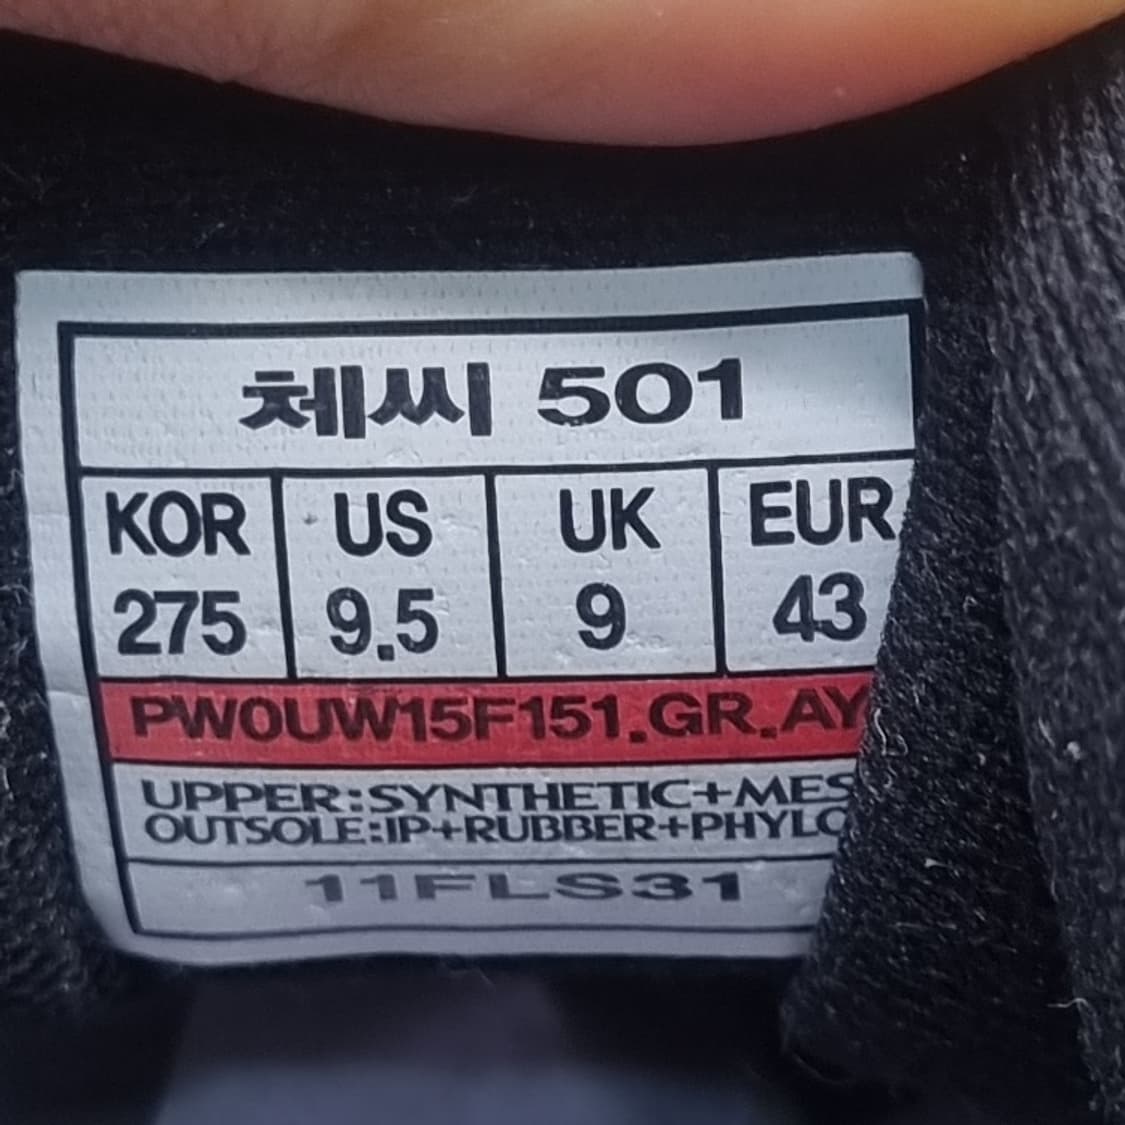 체씨 501
KOR US UK EUR
275 9.5 9 43
PW0UW15F151.GR.AY
UPPER:SYNTHETIC+MES
OUTSOLE:IP+RUBBER+PHYLO
11FLS31